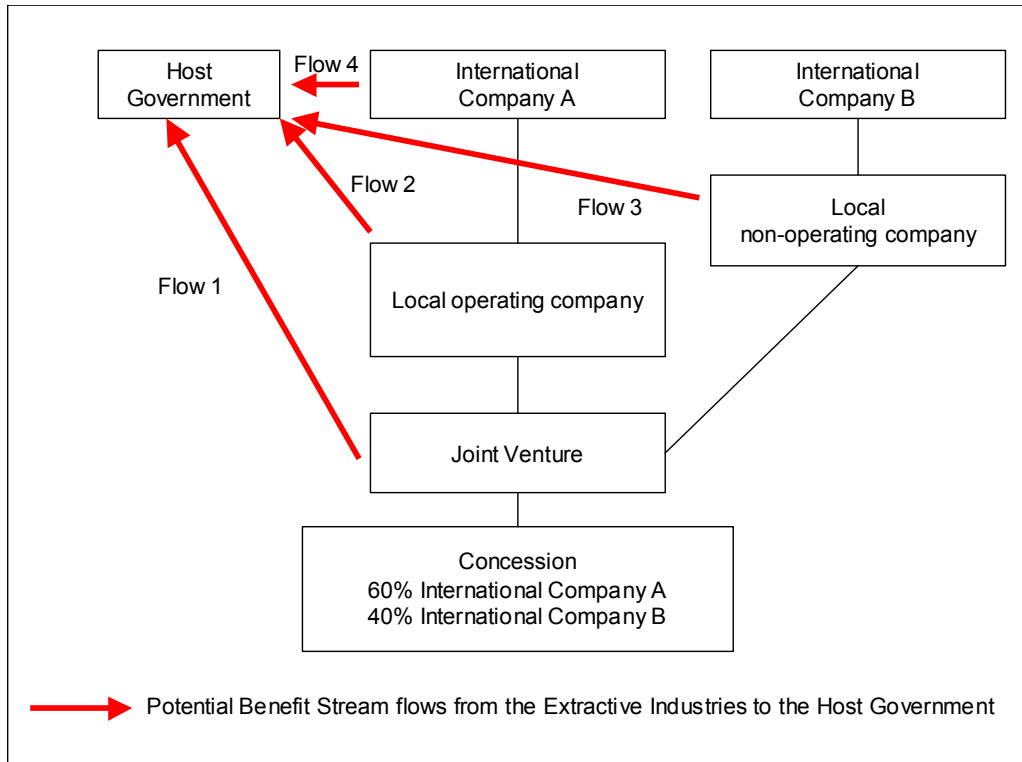 Host
Government
Flow 4
International
Company A
International
Company B
Flow 2
Flow 3
Local
non-operating company
Flow 1
Local operating company
Joint Venture
Concession
60% International Company A
40% International Company B
Potential Benefit Stream flows from the Extractive Industries to the Host Government